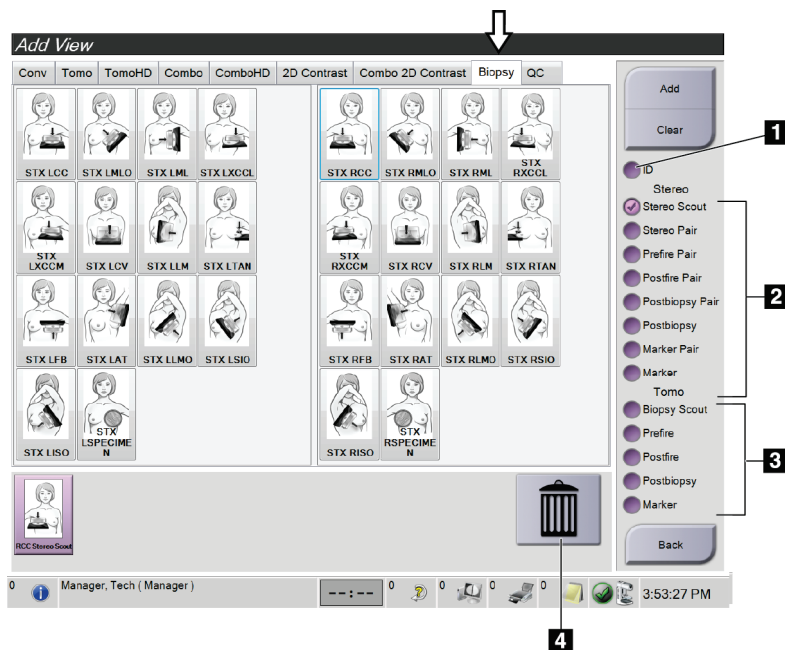 Add View
Conv Tomo TomoHD Combo ComboHD 2D Contrast Combo 2D Contrast Biopsy QC
STX LCC STX LMLO STX LML STX LXCCL
STX LXCCM STX LCV STX LLM STX LTAN
STX LFB STX LAT STX LLMO STX LSIO
STX LISO STX LSPECIMEN
STX RCC STX RMLO STX RML STX RXCCL
STX RXCCM STX RCV STX RLN STX RTAN
STX RFB STX RAT STX RLMO STX RSIO
STX RISO STX RSPECIMEN
Add
Clear
ID
Stereo
Stereo Scout
Stereo Pair
Prefire Pair
Postfire Pair
Postbiopsy Pair
Postbiopsy
Marker Pair
Marker
Tomo
Biopsy Scout
Prefire
Postfire
Postbiopsy
Marker
Back
1
2
3
RCC Stereo Scout
0 Manager, Tech ( Manager ) --:-- 0 0 0 0 3:53:27 PM
4